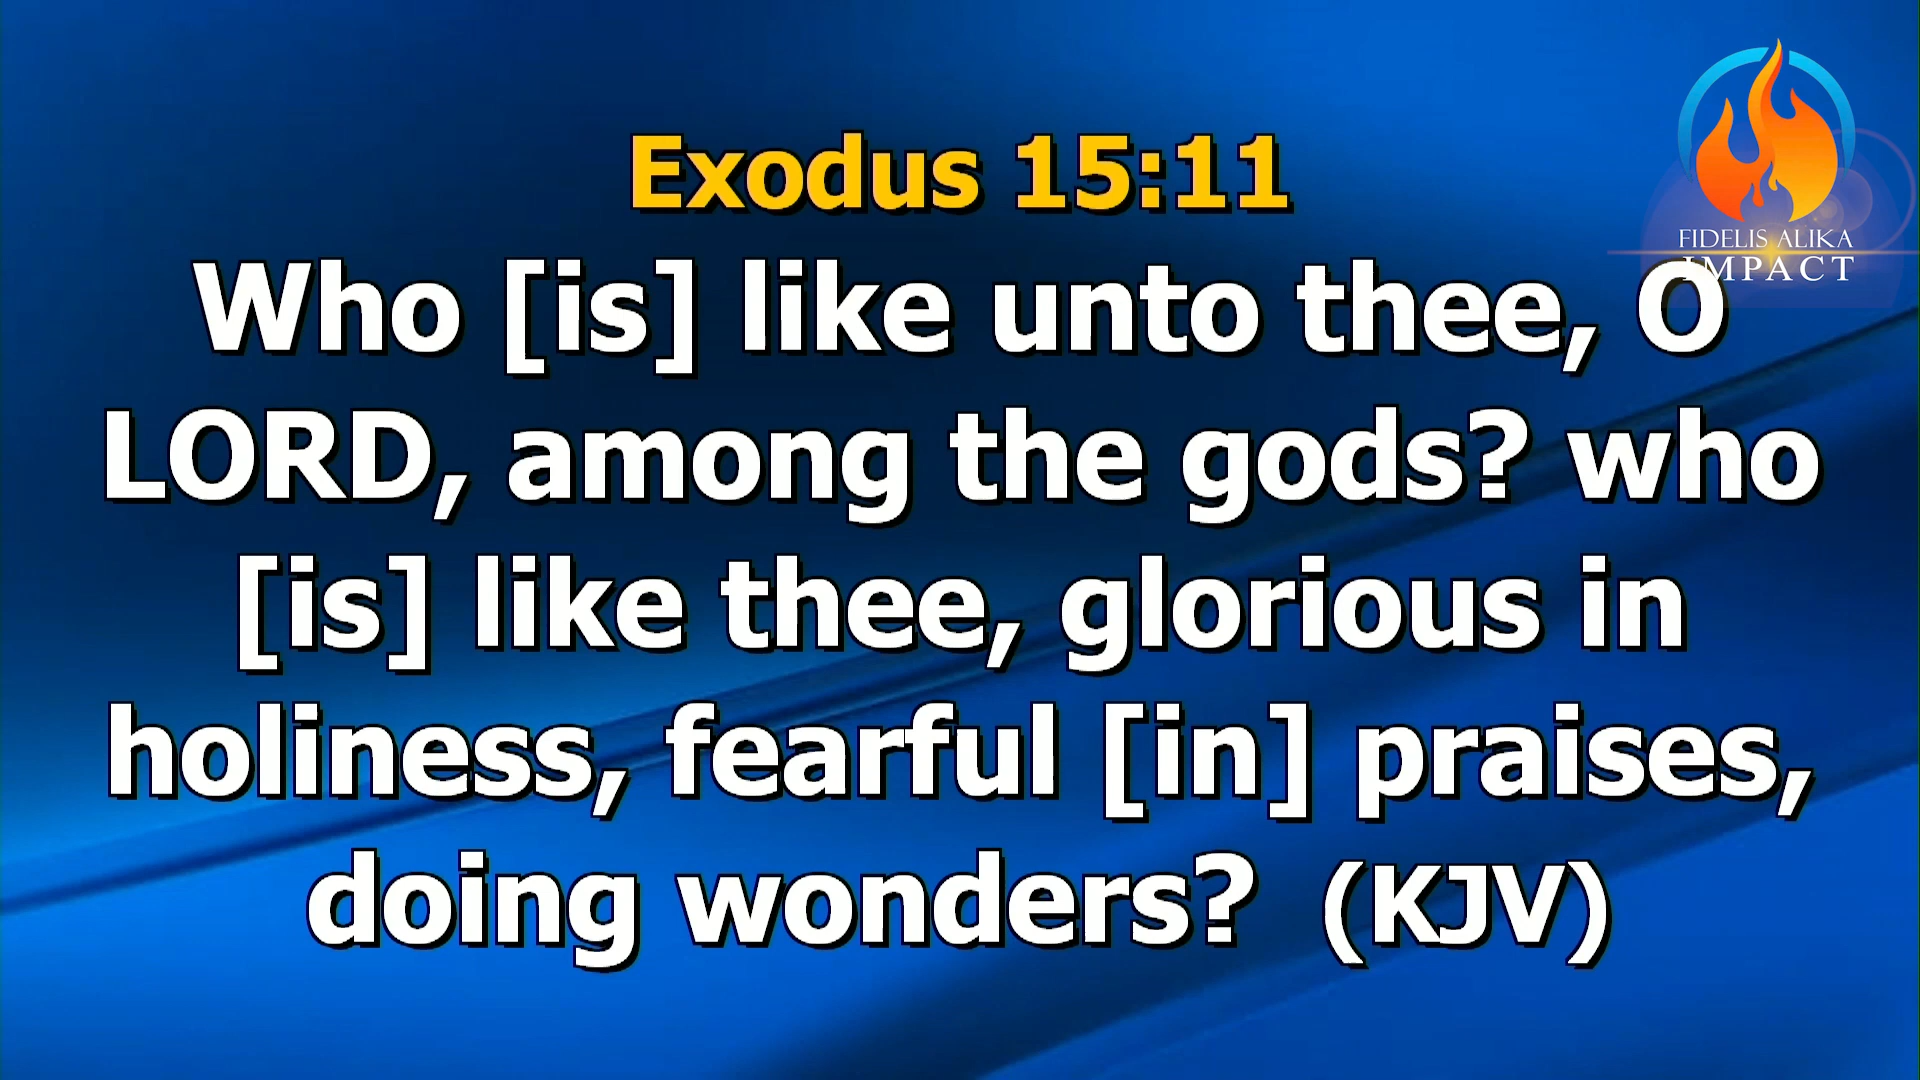 Exodus 15:11
FIDELIS ALIKA
IMPACT
Who [is] like unto thee, O
LORD, among the gods? who
[is] like thee, glorious in
holiness, fearful [in] praises,
doing wonders? (KJV)